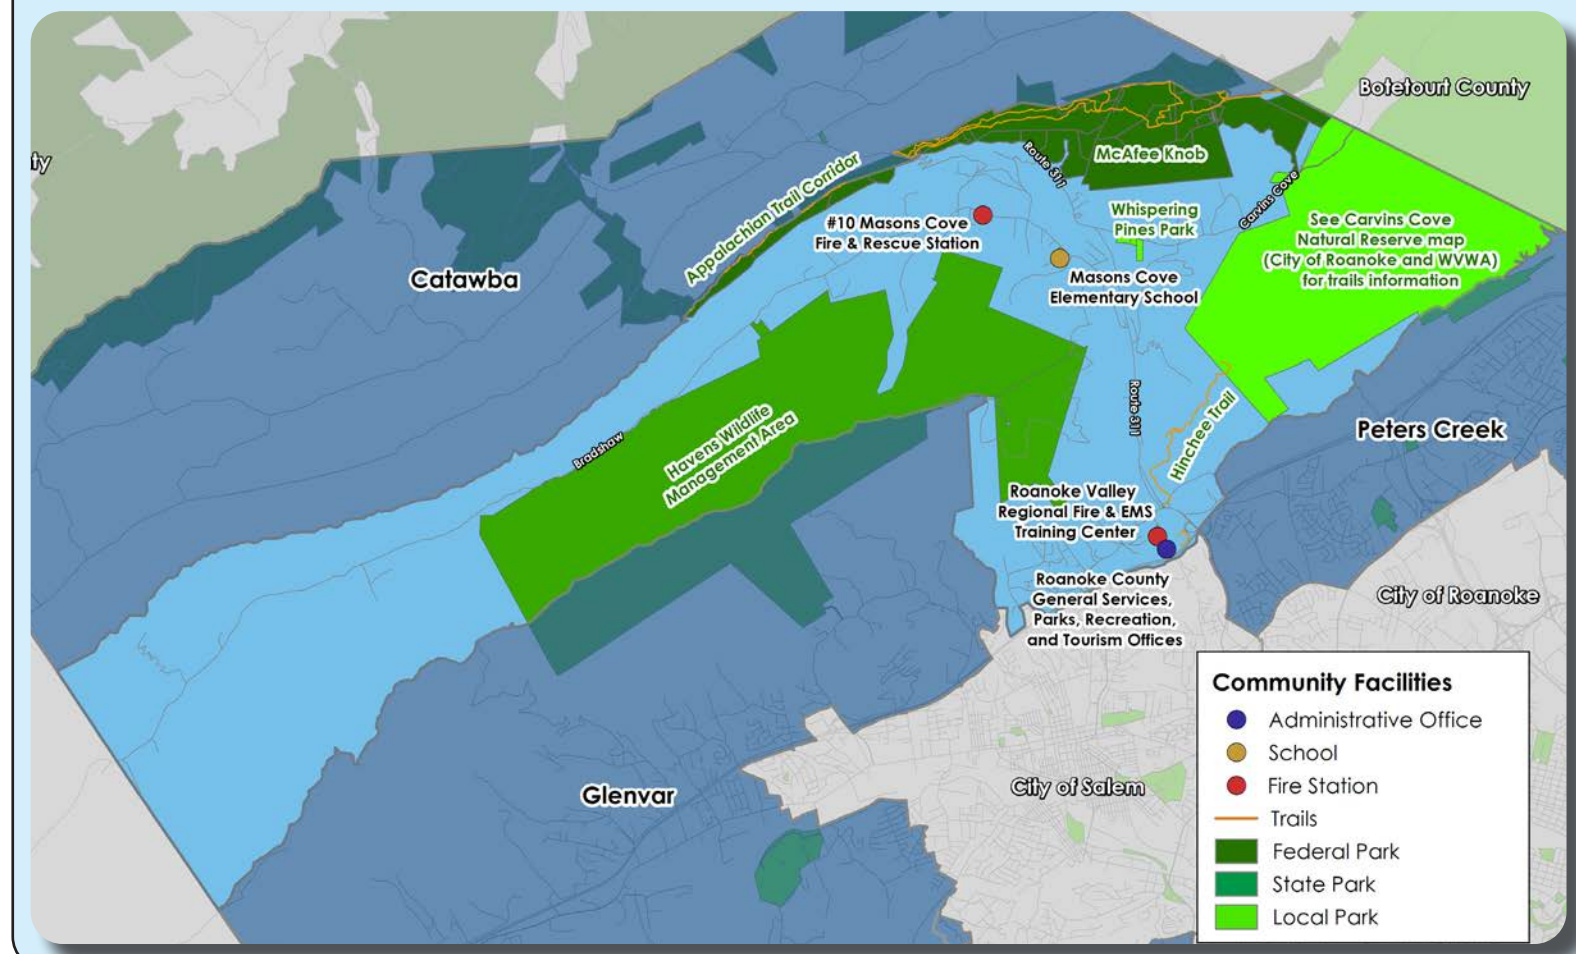 Botetourt County
ty
McAfee Knob
Route 311
Appalachian Trail Corridor
Carvins Cove
Whispering
Pines Park
#10 Masons Cove
Fire & Rescue Station
See Carvins Cove
Natural Reserve map
(City of Roanoke and WVWA)
for trails information
Catawba
Masons Cove
Elementary School
Route 311
Hinchee Trail
Peters Creek
Havens Wildlife
Management Area
Bradshaw
Roanoke Valley
Regional Fire & EMS
Training Center
Roanoke County
General Services,
Parks, Recreation,
and Tourism Offices
City of Roanoke
Glenvar
City of Salem
Community Facilities
Administrative Office
School
Fire Station
Trails
Federal Park
State Park
Local Park